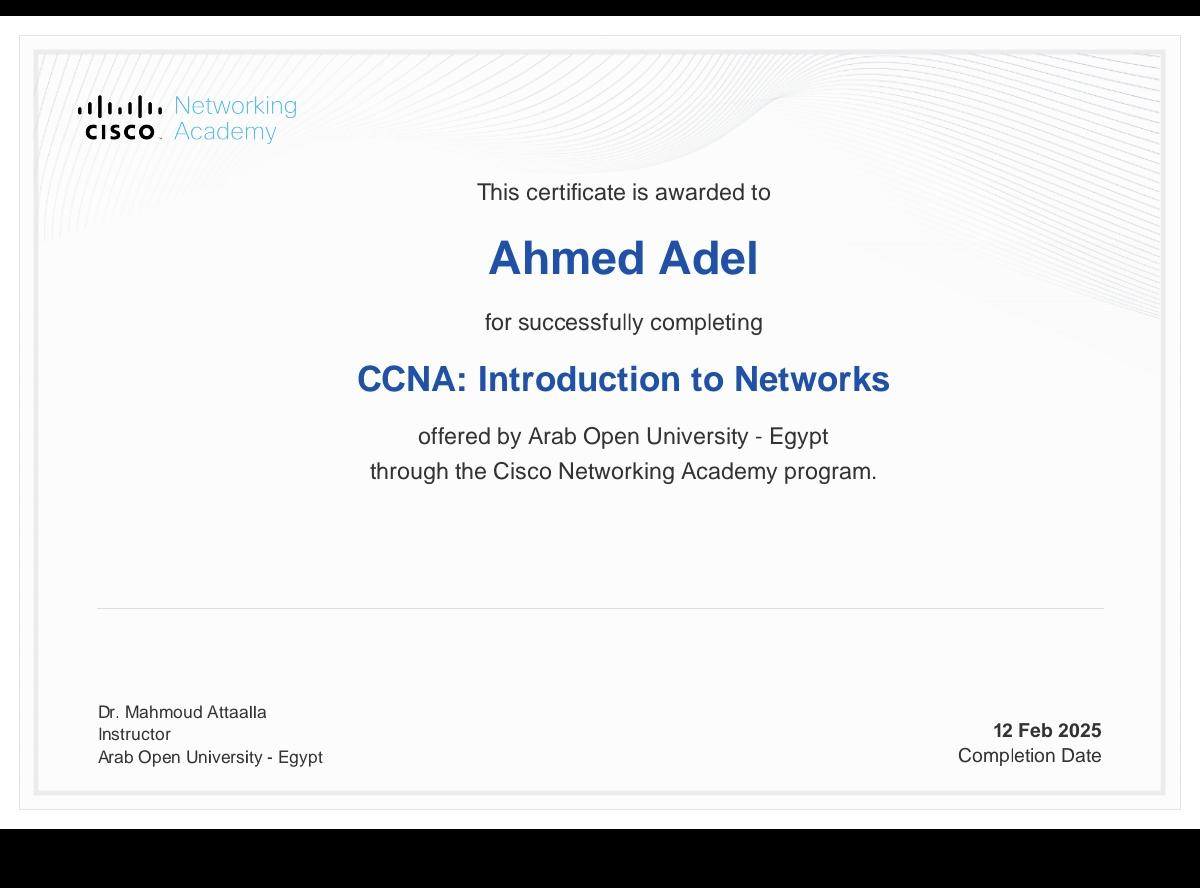 Networking
CISCO Academy
This certificate is awarded to
Ahmed Adel
for successfully completing
CCNA: Introduction to Networks
offered by Arab Open University - Egypt
through the Cisco Networking Academy program.
Dr. Mahmoud Attaalla
Instructor
Arab Open University - Egypt
12 Feb 2025
Completion Date